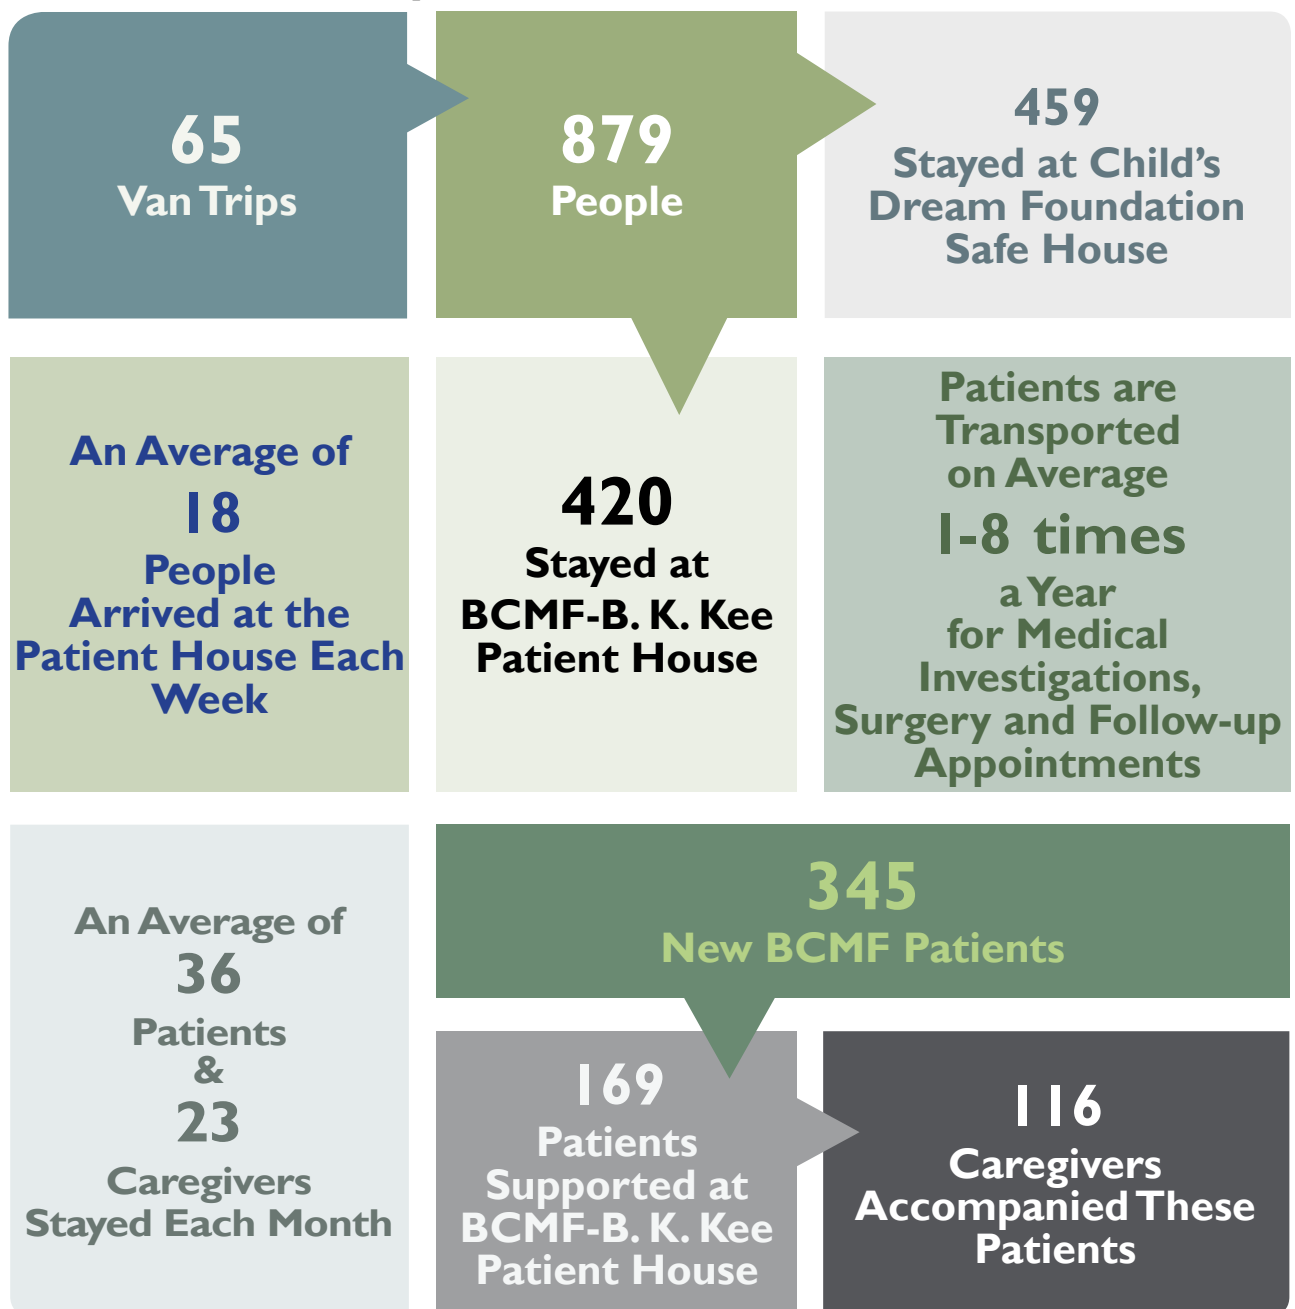 65
Van Trips
879
People
459
Stayed at Child’s
Dream Foundation
Safe House
An Average of
18
People
Arrived at the
Patient House Each
Week
420
Stayed at
BCMF-B. K. Kee
Patient House
Patients are
Transported
on Average
1-8 times
a Year
for Medical
Investigations,
Surgery and Follow-up
Appointments
An Average of
36
Patients
&
23
Caregivers
Stayed Each Month
345
New BCMF Patients
169
Patients
Supported at
BCMF-B. K. Kee
Patient House
116
Caregivers
Accompanied These
Patients